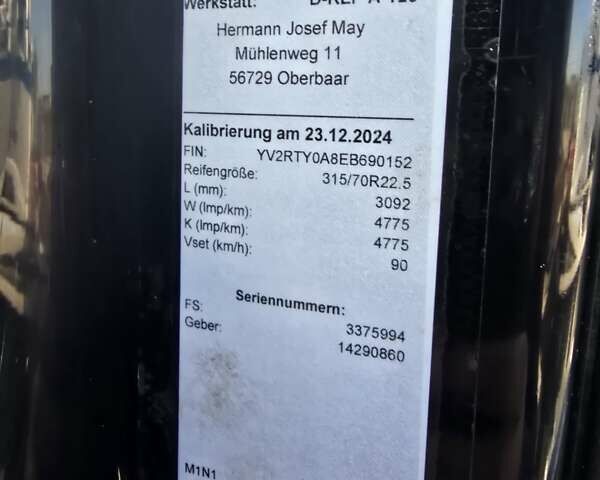 Werkstatt:
Hermann Josef May
Mühlenweg 11
56729 Oberbaar
Kalibrierung am 23.12.2024
FIN: YV2RTY0A8EB690152
Reifengröße: 315/70R22.5
L (mm): 3092
W (Imp/km): 4775
K (Imp/km): 4775
Vset (km/h): 90
Seriennummern:
FS: 3375994
Geber: 14290860
M1N1